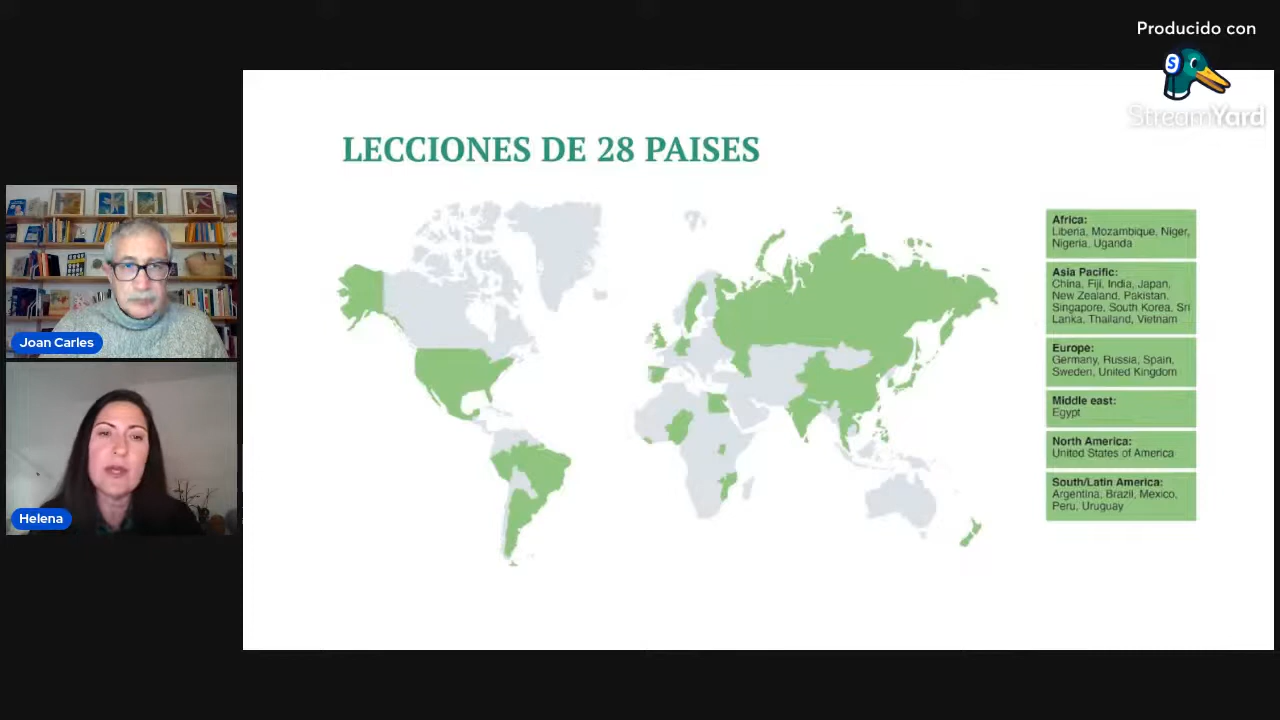 Producido con
StreamYard
LECCIONES DE 28 PAISES
Joan Carles
Helena
Africa:
Liberia, Mozambique, Niger,
Nigeria, Uganda
Asia Pacific:
China, Fiji, India, Japan,
New Zealand, Pakistan,
Singapore, South Korea, Sri
Lanka, Thailand, Vietnam
Europe:
Germany, Russia, Spain,
Sweden, United Kingdom
Middle east:
Egypt
North America:
United States of America
South/Latin America:
Argentina, Brazil, Mexico,
Peru, Uruguay